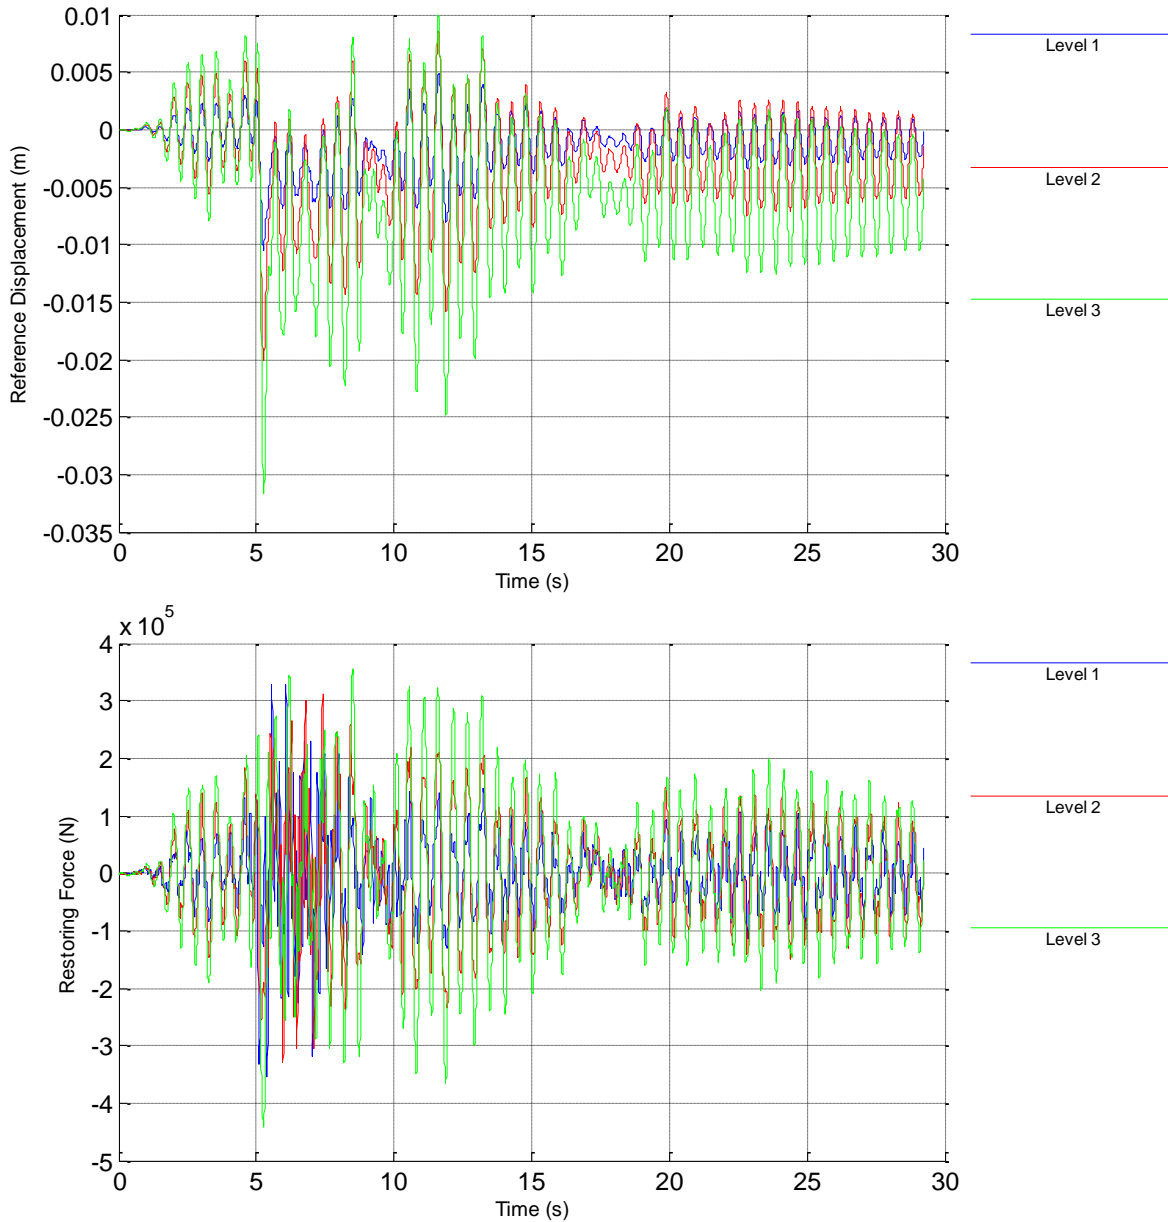 0.01
0.005
0
-0.005
-0.01
-0.015
-0.02
-0.025
-0.03
-0.035
Reference Displacement (m)
0 5 10 15 20 25 30
Time (s)
Level 1
Level 2
Level 3
x 10^5
4
3
2
1
0
-1
-2
-3
-4
-5
Restoring Force (N)
0 5 10 15 20 25 30
Time (s)
Level 1
Level 2
Level 3